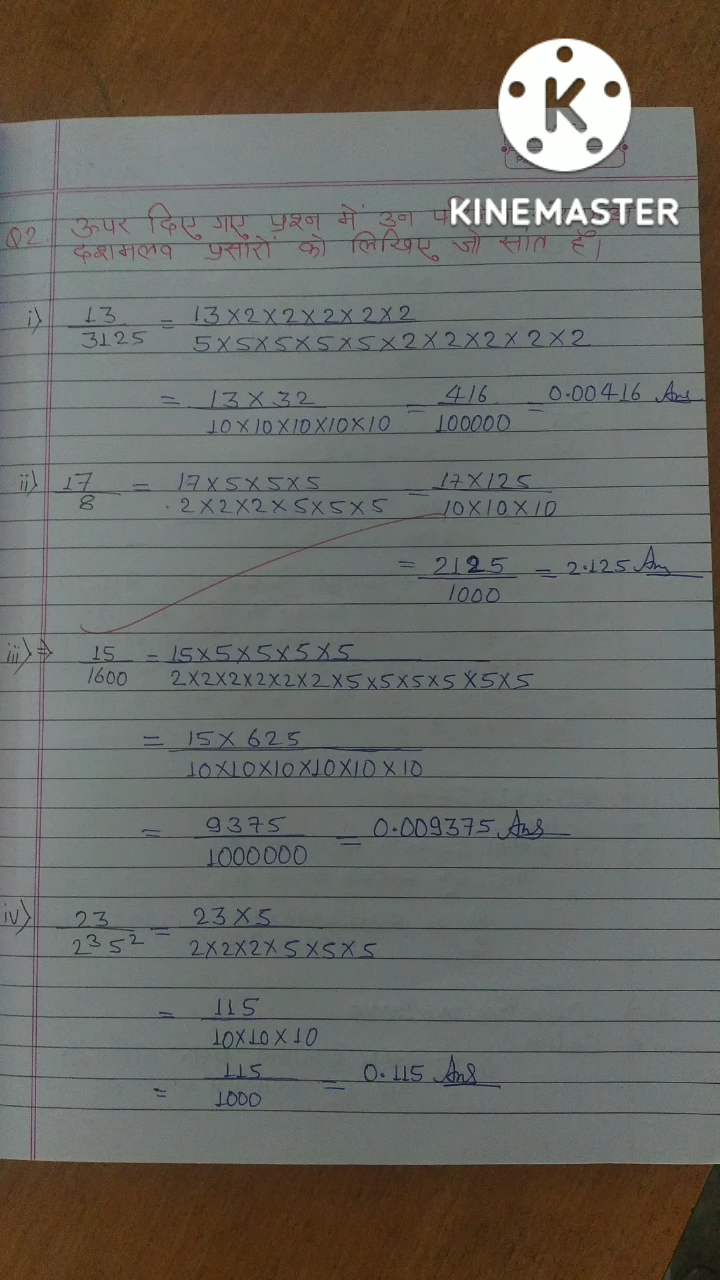 KINEMASTER
Q2. ऊपर दिए गए प्रश्न में उन
दशमलव प्रसारों को लिखिए जो सांत हैं।
i) 13/3125 = 13×2×2×2×2×2 / 5×5×5×5×5×2×2×2×2×2
= 13×32 / 10×10×10×10×10 = 416/100000 = 0.00416 Ans
ii) 17/8 = 17×5×5×5 / 2×2×2×5×5×5 = 17×125 / 10×10×10
= 2125/1000 = 2.125 Ans
iii) ⇒ 15/1600 = 15×5×5×5×5 / 2×2×2×2×2×2×5×5×5×5×5×5
= 15×625 / 10×10×10×10×10×10
= 9375/1000000 = 0.009375 Ans
iv) 23/2³5² = 23×5 / 2×2×2×5×5×5
= 115 / 10×10×10
= 115/1000 = 0.115 Ans